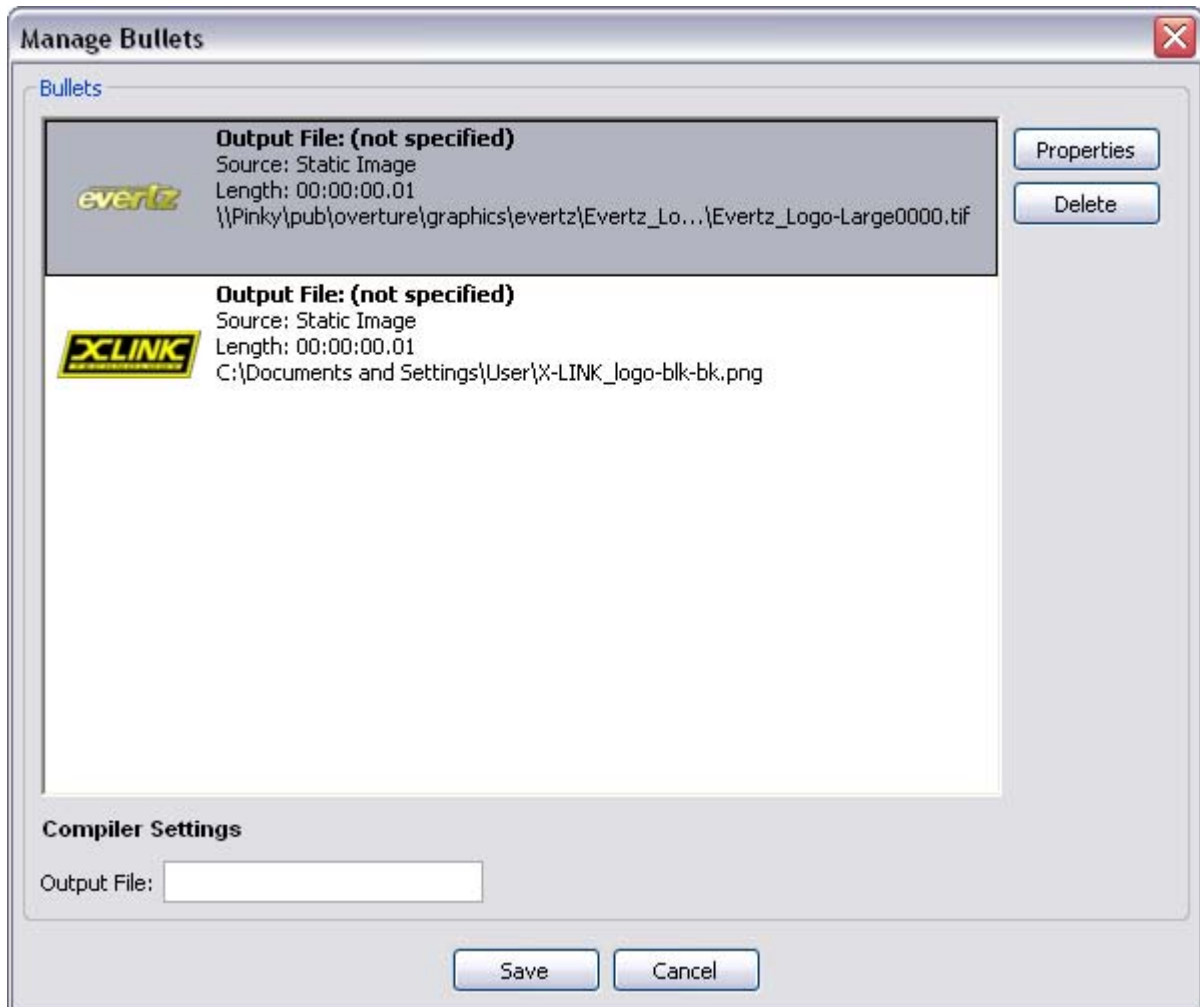 Manage Bullets
Bullets
evertz
Output File: (not specified)
Source: Static Image
Length: 00:00:00.01
\\Pinky\pub\overture\graphics\evertz\Evertz_Lo...\Evertz_Logo-Large0000.tif
Properties
Delete
XLINK
TECHNOLOGY
Output File: (not specified)
Source: Static Image
Length: 00:00:00.01
C:\Documents and Settings\User\X-LINK_logo-blk-bk.png
Compiler Settings
Output File:
Save
Cancel